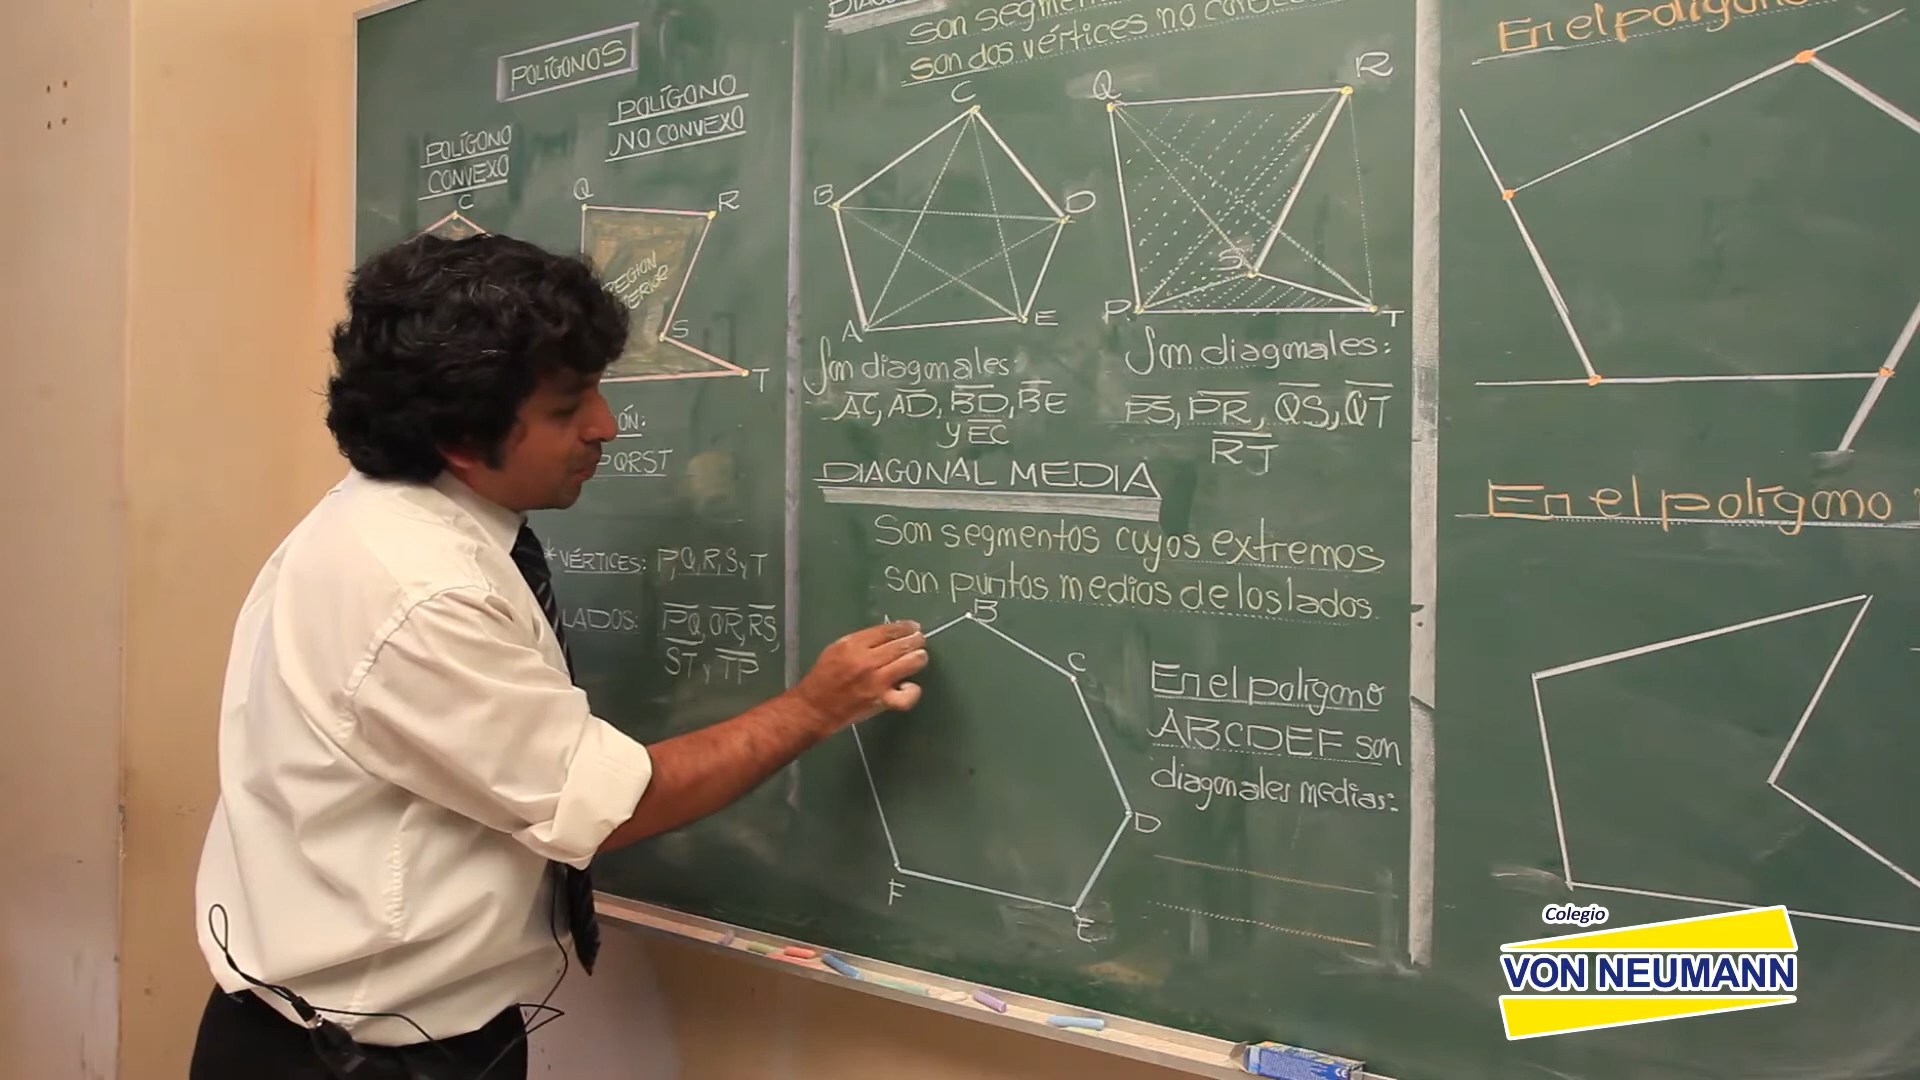 POLÍGONOS
POLÍGONO
CONVEXO
C
POLÍGONO
NO CONVEXO
Q
R
REGION
S
T
PQRST
*VÉRTICES: P,Q,R,S y T
LADOS: PQ, QR, RS,
ST y TP
son segmen
son dos vértices no
C
B
D
A
E
Son diagonales:
AC, AD, BD, BE
y EC
Q
R
S
P
T
Son diagonales:
PS, PR, QS, QT
RT
DIAGONAL MEDIA
Son segmentos cuyos extremos
son puntos medios de los lados.
A
B
C
D
E
F
En el polígono
ABCDEF son
diagonales medias:
En el polígono
En el polígono
Colegio
VON NEUMANN